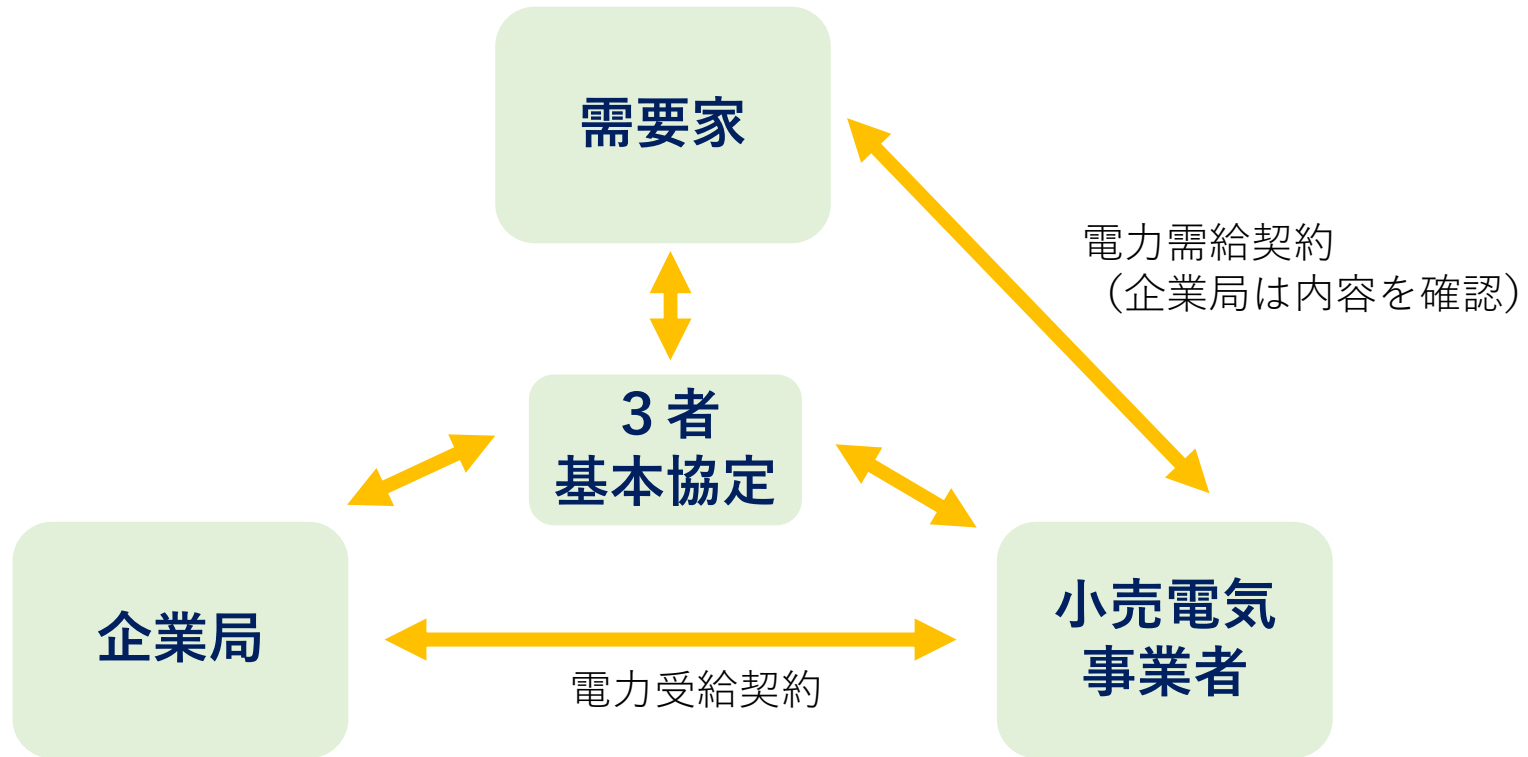 需要家
電力需給契約
（企業局は内容を確認）
３者
基本協定
企業局
小売電気
事業者
電力受給契約